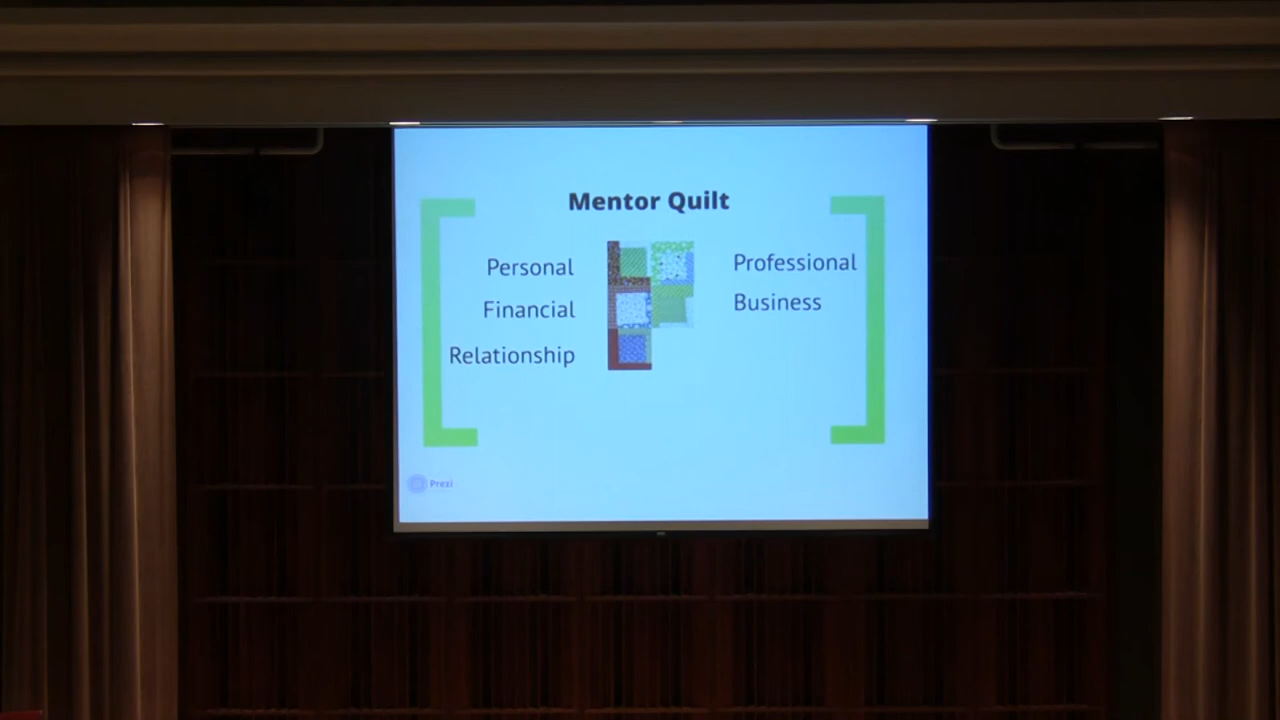 Mentor Quilt
Personal
Financial
Relationship
Professional
Business
Prezi